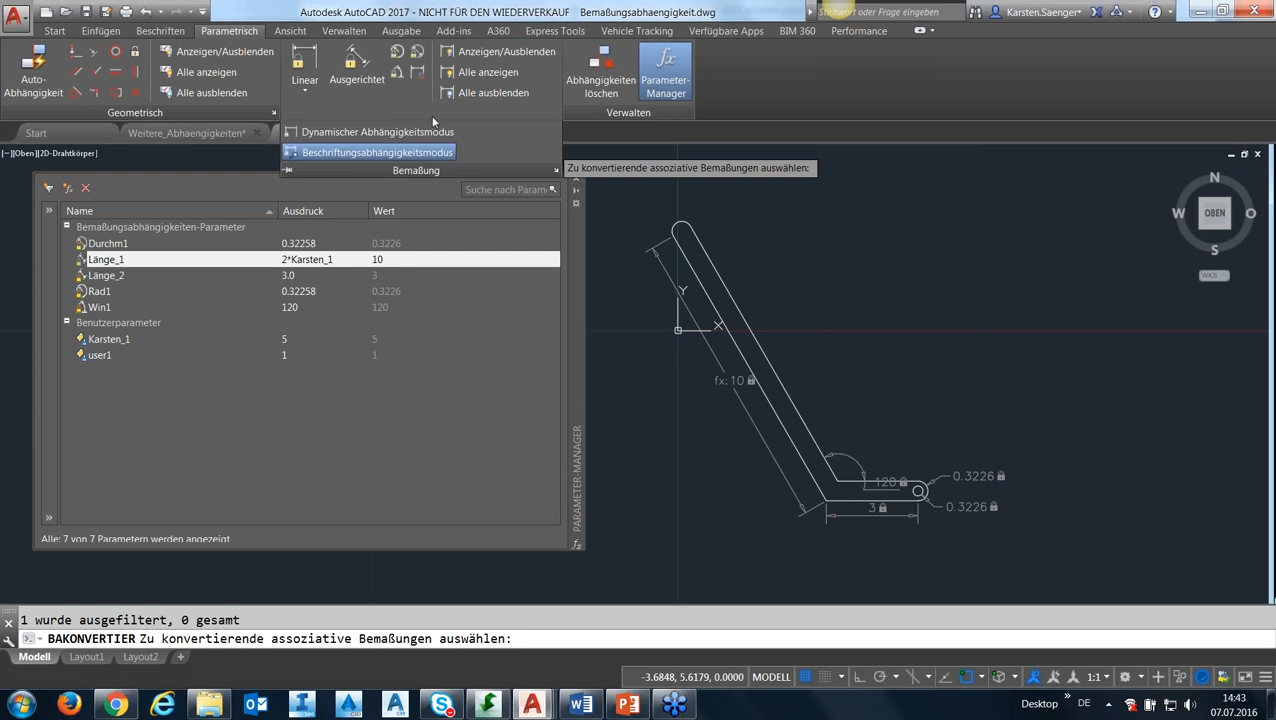 Autodesk AutoCAD 2017 - NICHT FÜR DEN WIEDERVERKAUF Bemaßungsabhaengigkeit.dwg
Stichwort oder Frage eingeben
Karsten.Saenger
Start Einfügen Beschriften Parametrisch Ansicht Verwalten Ausgabe Add-ins A360 Express Tools Vehicle Tracking Verfügbare Apps BIM 360 Performance
Auto-
Abhängigkeit
Anzeigen/Ausblenden
Alle anzeigen
Alle ausblenden
Geometrisch
Linear
Ausgerichtet
Anzeigen/Ausblenden
Alle anzeigen
Alle ausblenden
Dynamischer Abhängigkeitsmodus
Beschriftungsabhängigkeitsmodus
Bemaßung
Abhängigkeiten
löschen
Parameter-
Manager
Verwalten
Start
Weitere_Abhaengigkeiten*
[−][Oben][2D-Drahtkörper]
Zu konvertierende assoziative Bemaßungen auswählen:
Suche nach Param
Name Ausdruck Wert
Bemaßungsabhängigkeiten-Parameter
Durchm1 0.32258 0.3226
Länge_1 2*Karsten_1 10
Länge_2 3.0 3
Rad1 0.32258 0.3226
Win1 120 120
Benutzerparameter
Karsten_1 5 5
user1 1 1
Alle: 7 von 7 Parametern werden angezeigt
PARAMETER-MANAGER
N
W OBEN O
S
WKS
Y
X
fx: 10
120
0.3226
3
0.3226
1 wurde ausgefiltert, 0 gesamt
BAKONVERTIER Zu konvertierende assoziative Bemaßungen auswählen:
Modell Layout1 Layout2 +
-3.6848, 5.6179, 0.0000 MODELL 1:1
Desktop » DE 14:43
07.07.2016